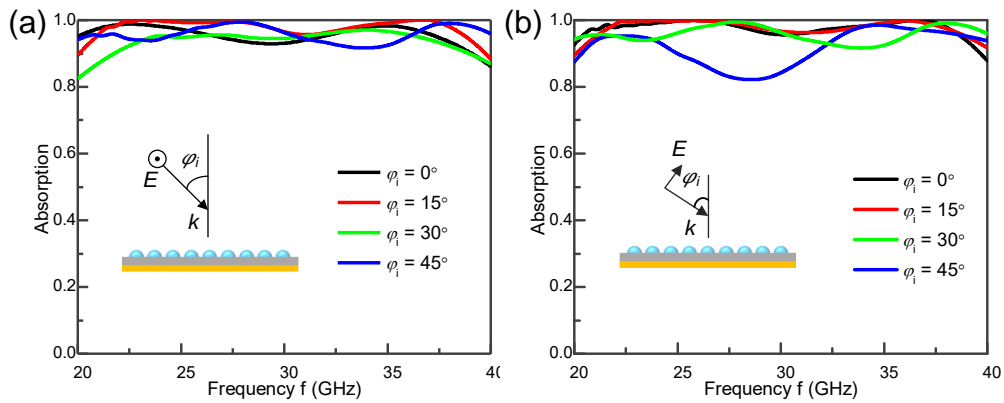 (a)
1.0
0.8
0.6
0.4
0.2
0.0
Absorption
20
25
30
35
40
Frequency f (GHz)
E
φi
k
φi = 0°
φi = 15°
φi = 30°
φi = 45°
(b)
1.0
0.8
0.6
0.4
0.2
0.0
Absorption
20
25
30
35
40
Frequency f (GHz)
E
φi
k
φi = 0°
φi = 15°
φi = 30°
φi = 45°